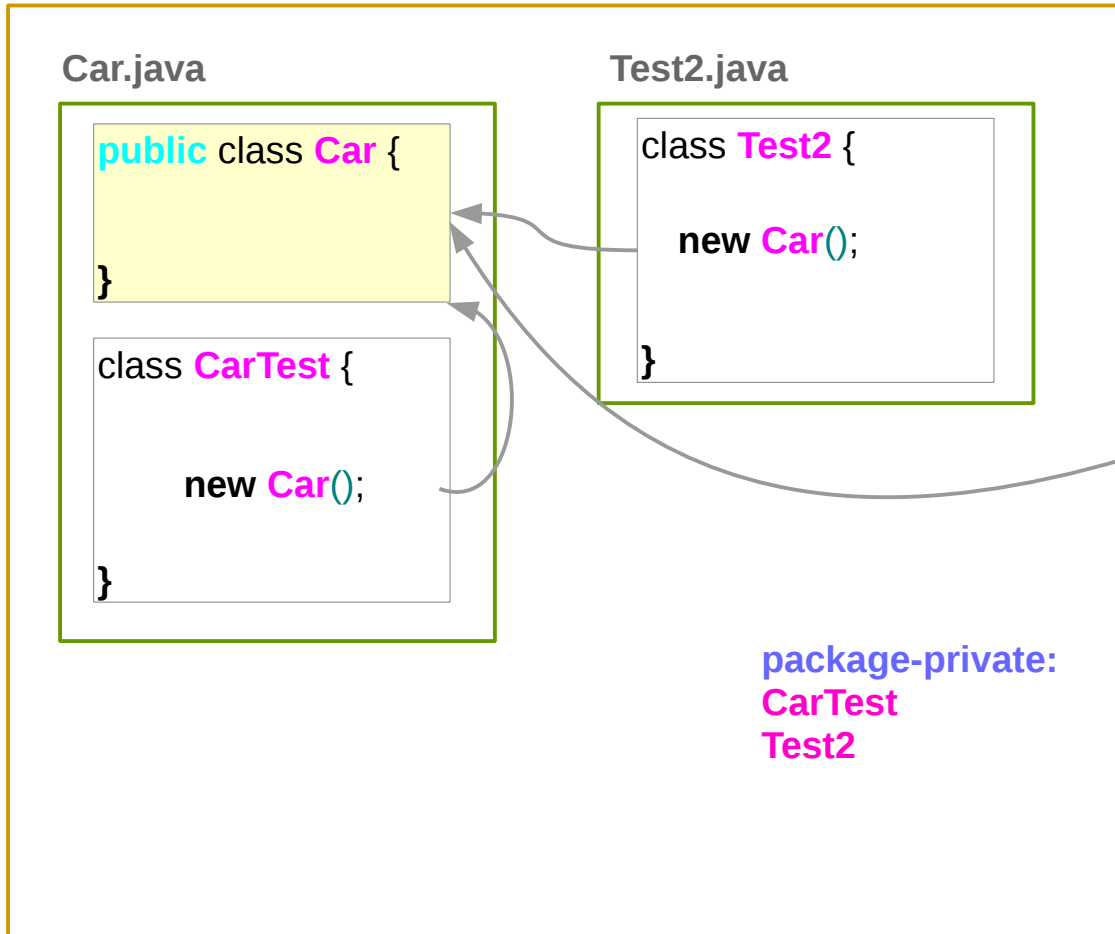 Car.java
public class Car {
}
class CarTest {
new Car();
}
Test2.java
class Test2 {
new Car();
}
package-private:
CarTest
Test2